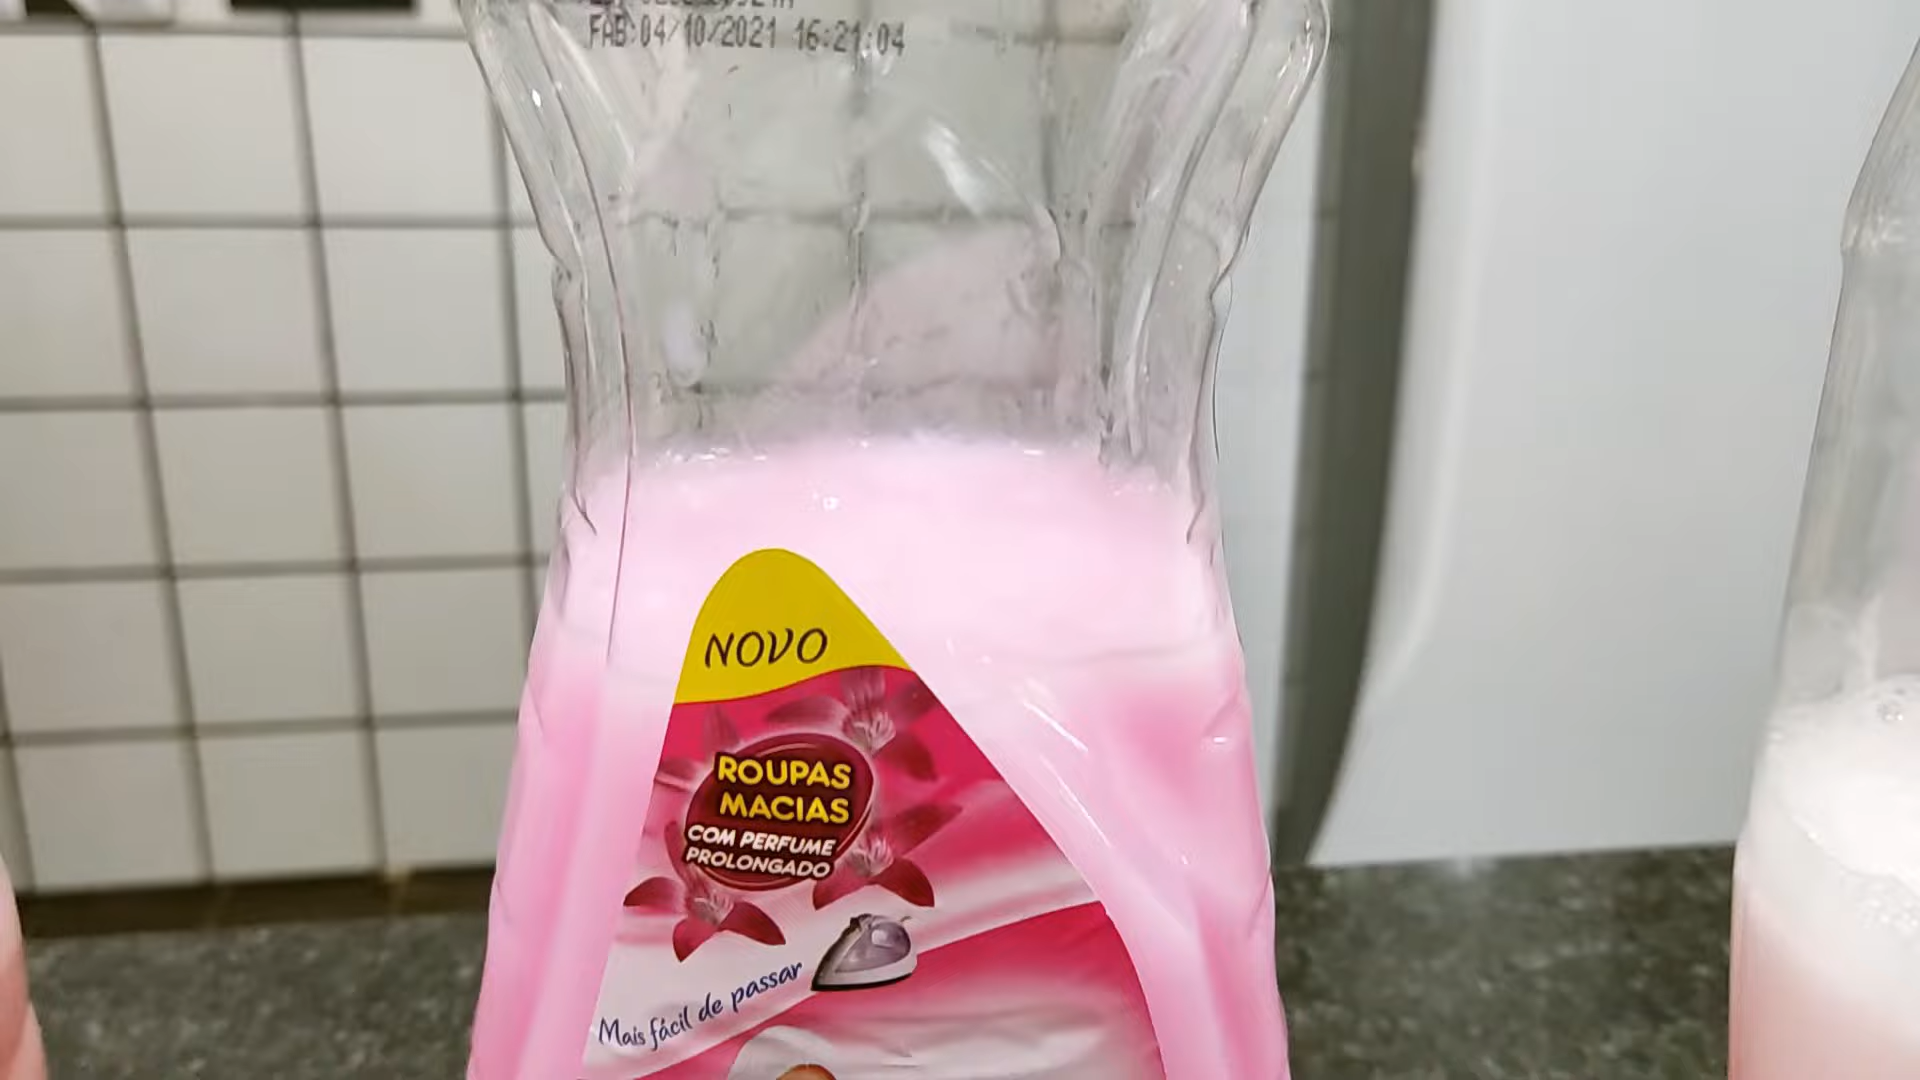 FAB:04/10/2021 16:21:04
NOVO
ROUPAS
MACIAS
COM PERFUME
PROLONGADO
Mais fácil de passar